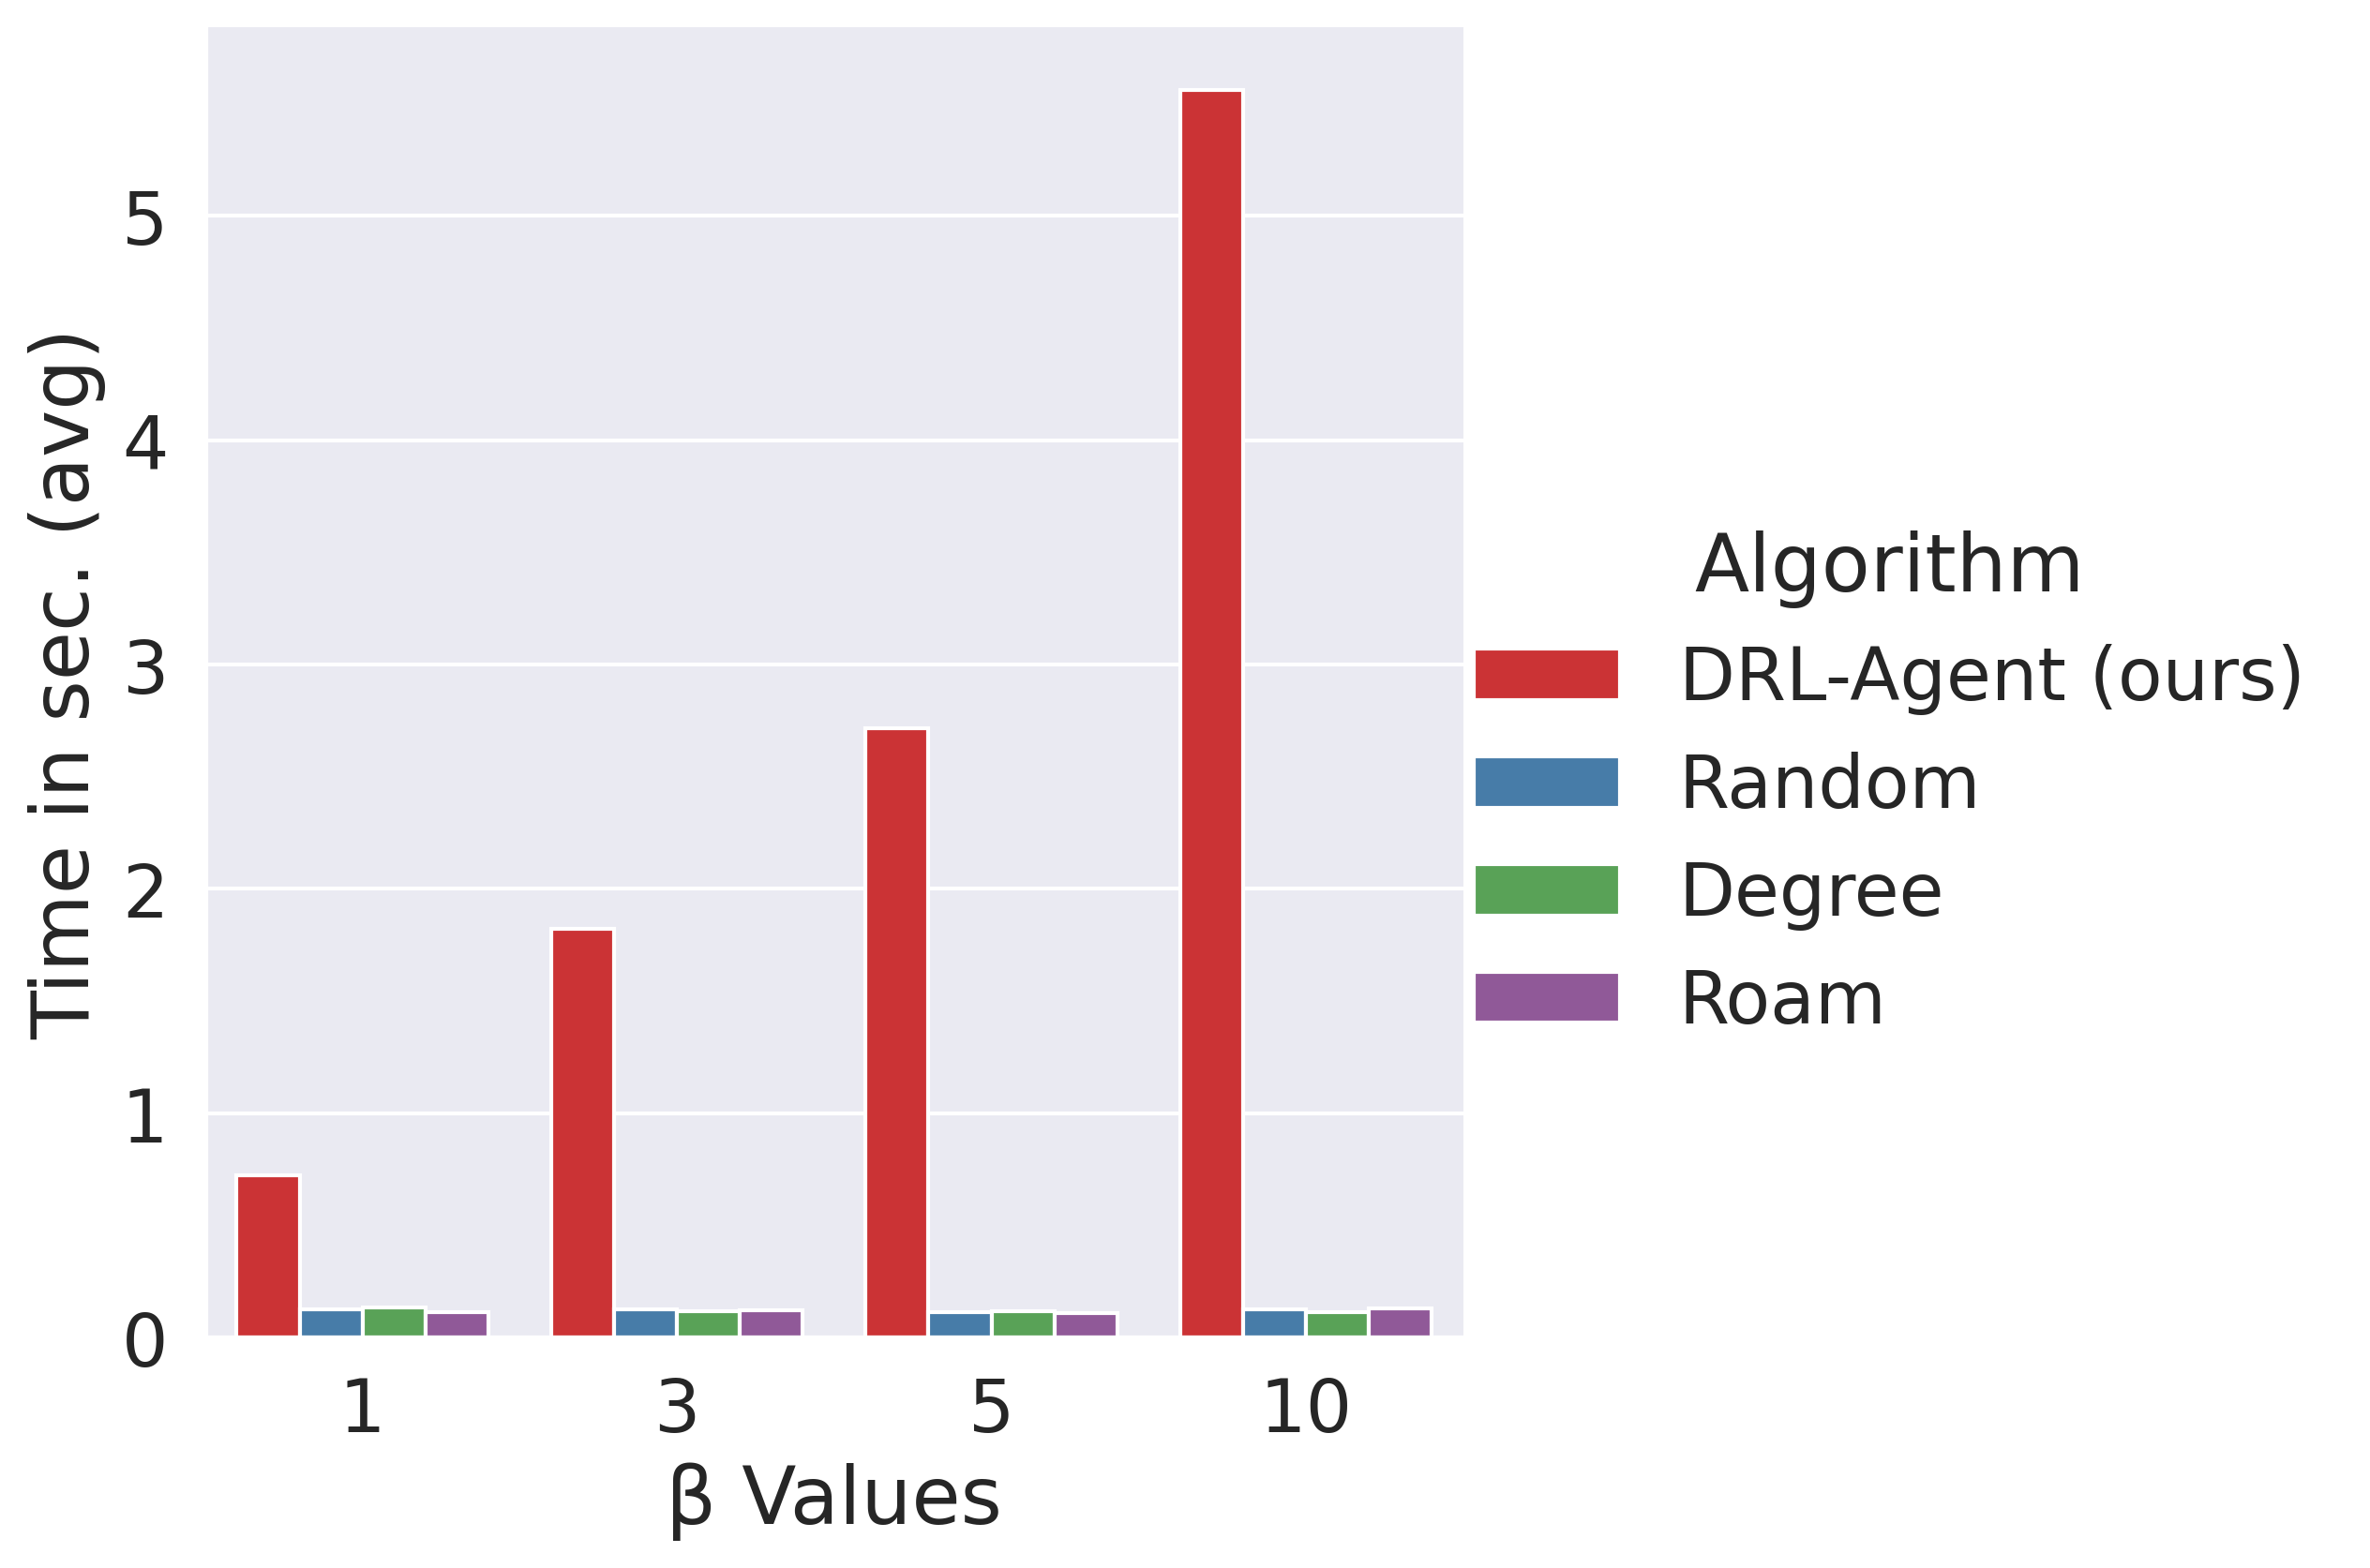 Time in sec. (avg)
5
4
3
2
1
0
1 3 5 10
β Values
Algorithm
DRL-Agent (ours)
Random
Degree
Roam